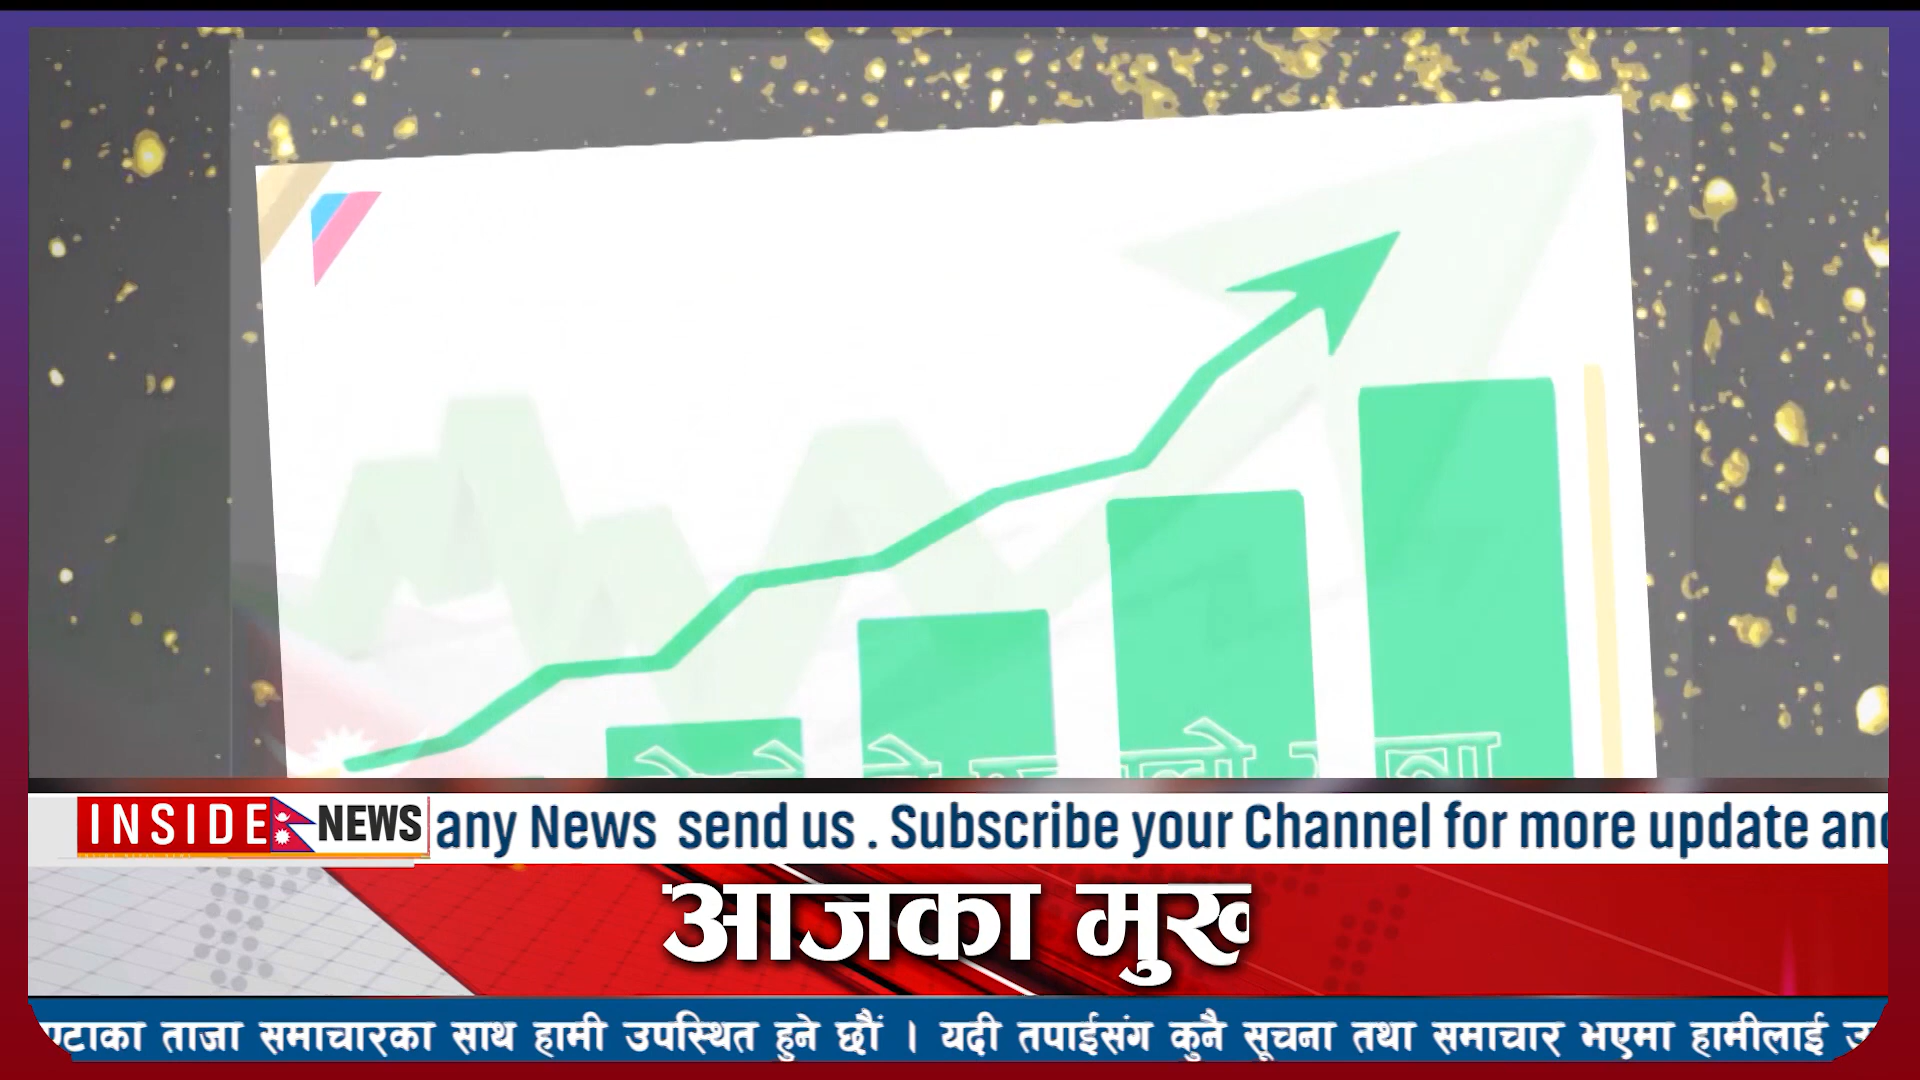 INSIDE NEWS any News send us . Subscribe your Channel for more update and
आजका मुख
ताजा समाचारका साथ हामी उपस्थित हुने छौं । यदी तपाईसंग कुनै सूचना तथा समाचार भएमा हामीलाई